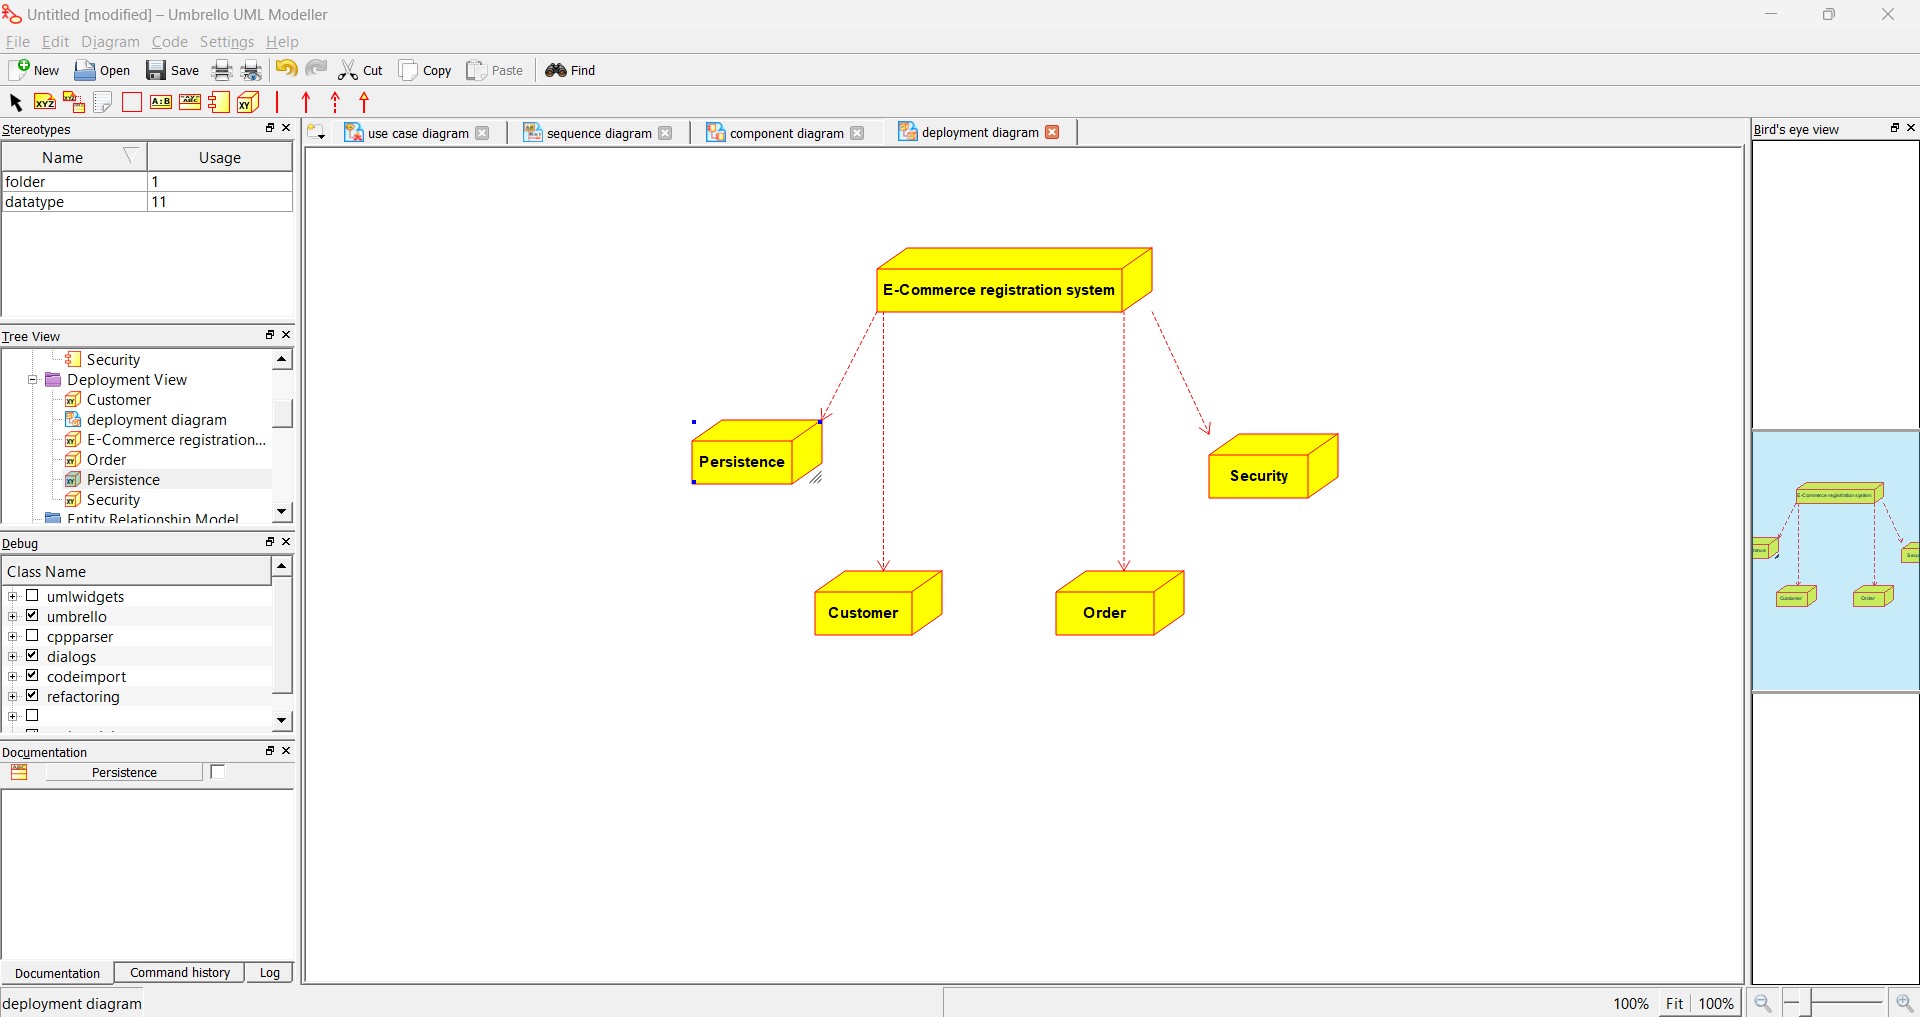 Untitled [modified] – Umbrello UML Modeller
File Edit Diagram Code Settings Help
New Open Save Cut Copy Paste Find
Stereotypes
Name Usage
folder 1
datatype 11
Tree View
Security
Deployment View
Customer
deployment diagram
E-Commerce registration...
Order
Persistence
Security
Entity Relationship Model
Debug
Class Name
umlwidgets
umbrello
cppparser
dialogs
codeimport
refactoring
Documentation
Persistence
Documentation Command history Log
deployment diagram
use case diagram sequence diagram component diagram deployment diagram
E-Commerce registration system
Persistence
Security
Customer
Order
Bird's eye view
E-Commerce registration system
Customer
Order
100% Fit 100%